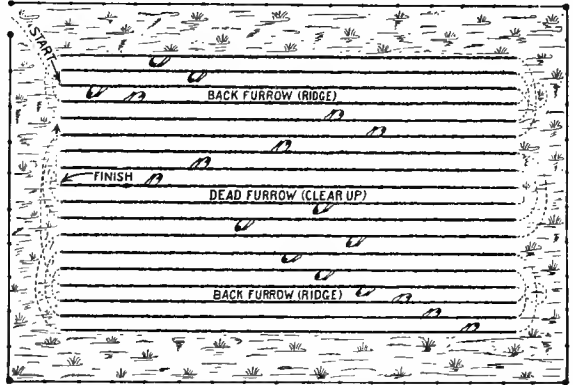 START
BACK FURROW (RIDGE)
FINISH
DEAD FURROW (CLEAR UP)
BACK FURROW (RIDGE)